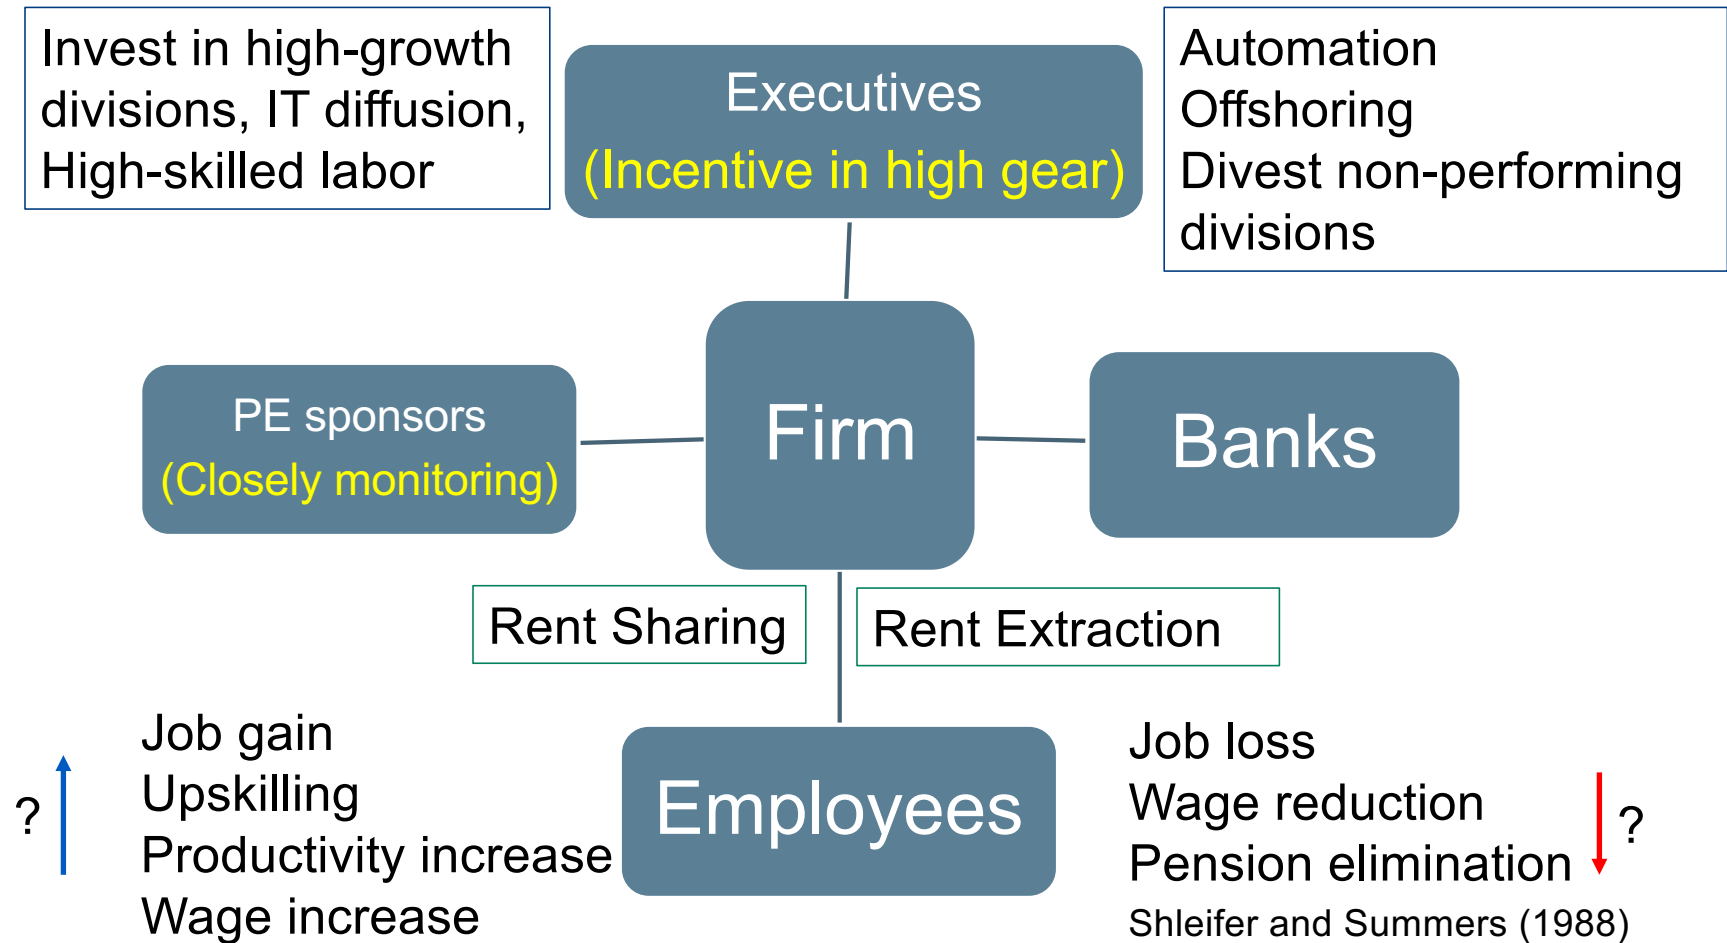 Invest in high-growth
divisions, IT diffusion,
High-skilled labor
Executives
(Incentive in high gear)
Automation
Offshoring
Divest non-performing
divisions
PE sponsors
(Closely monitoring)
Firm
Banks
Rent Sharing
Rent Extraction
?
Job gain
Upskilling
Productivity increase
Wage increase
Employees
Job loss
Wage reduction
Pension elimination
Shleifer and Summers (1988)
?